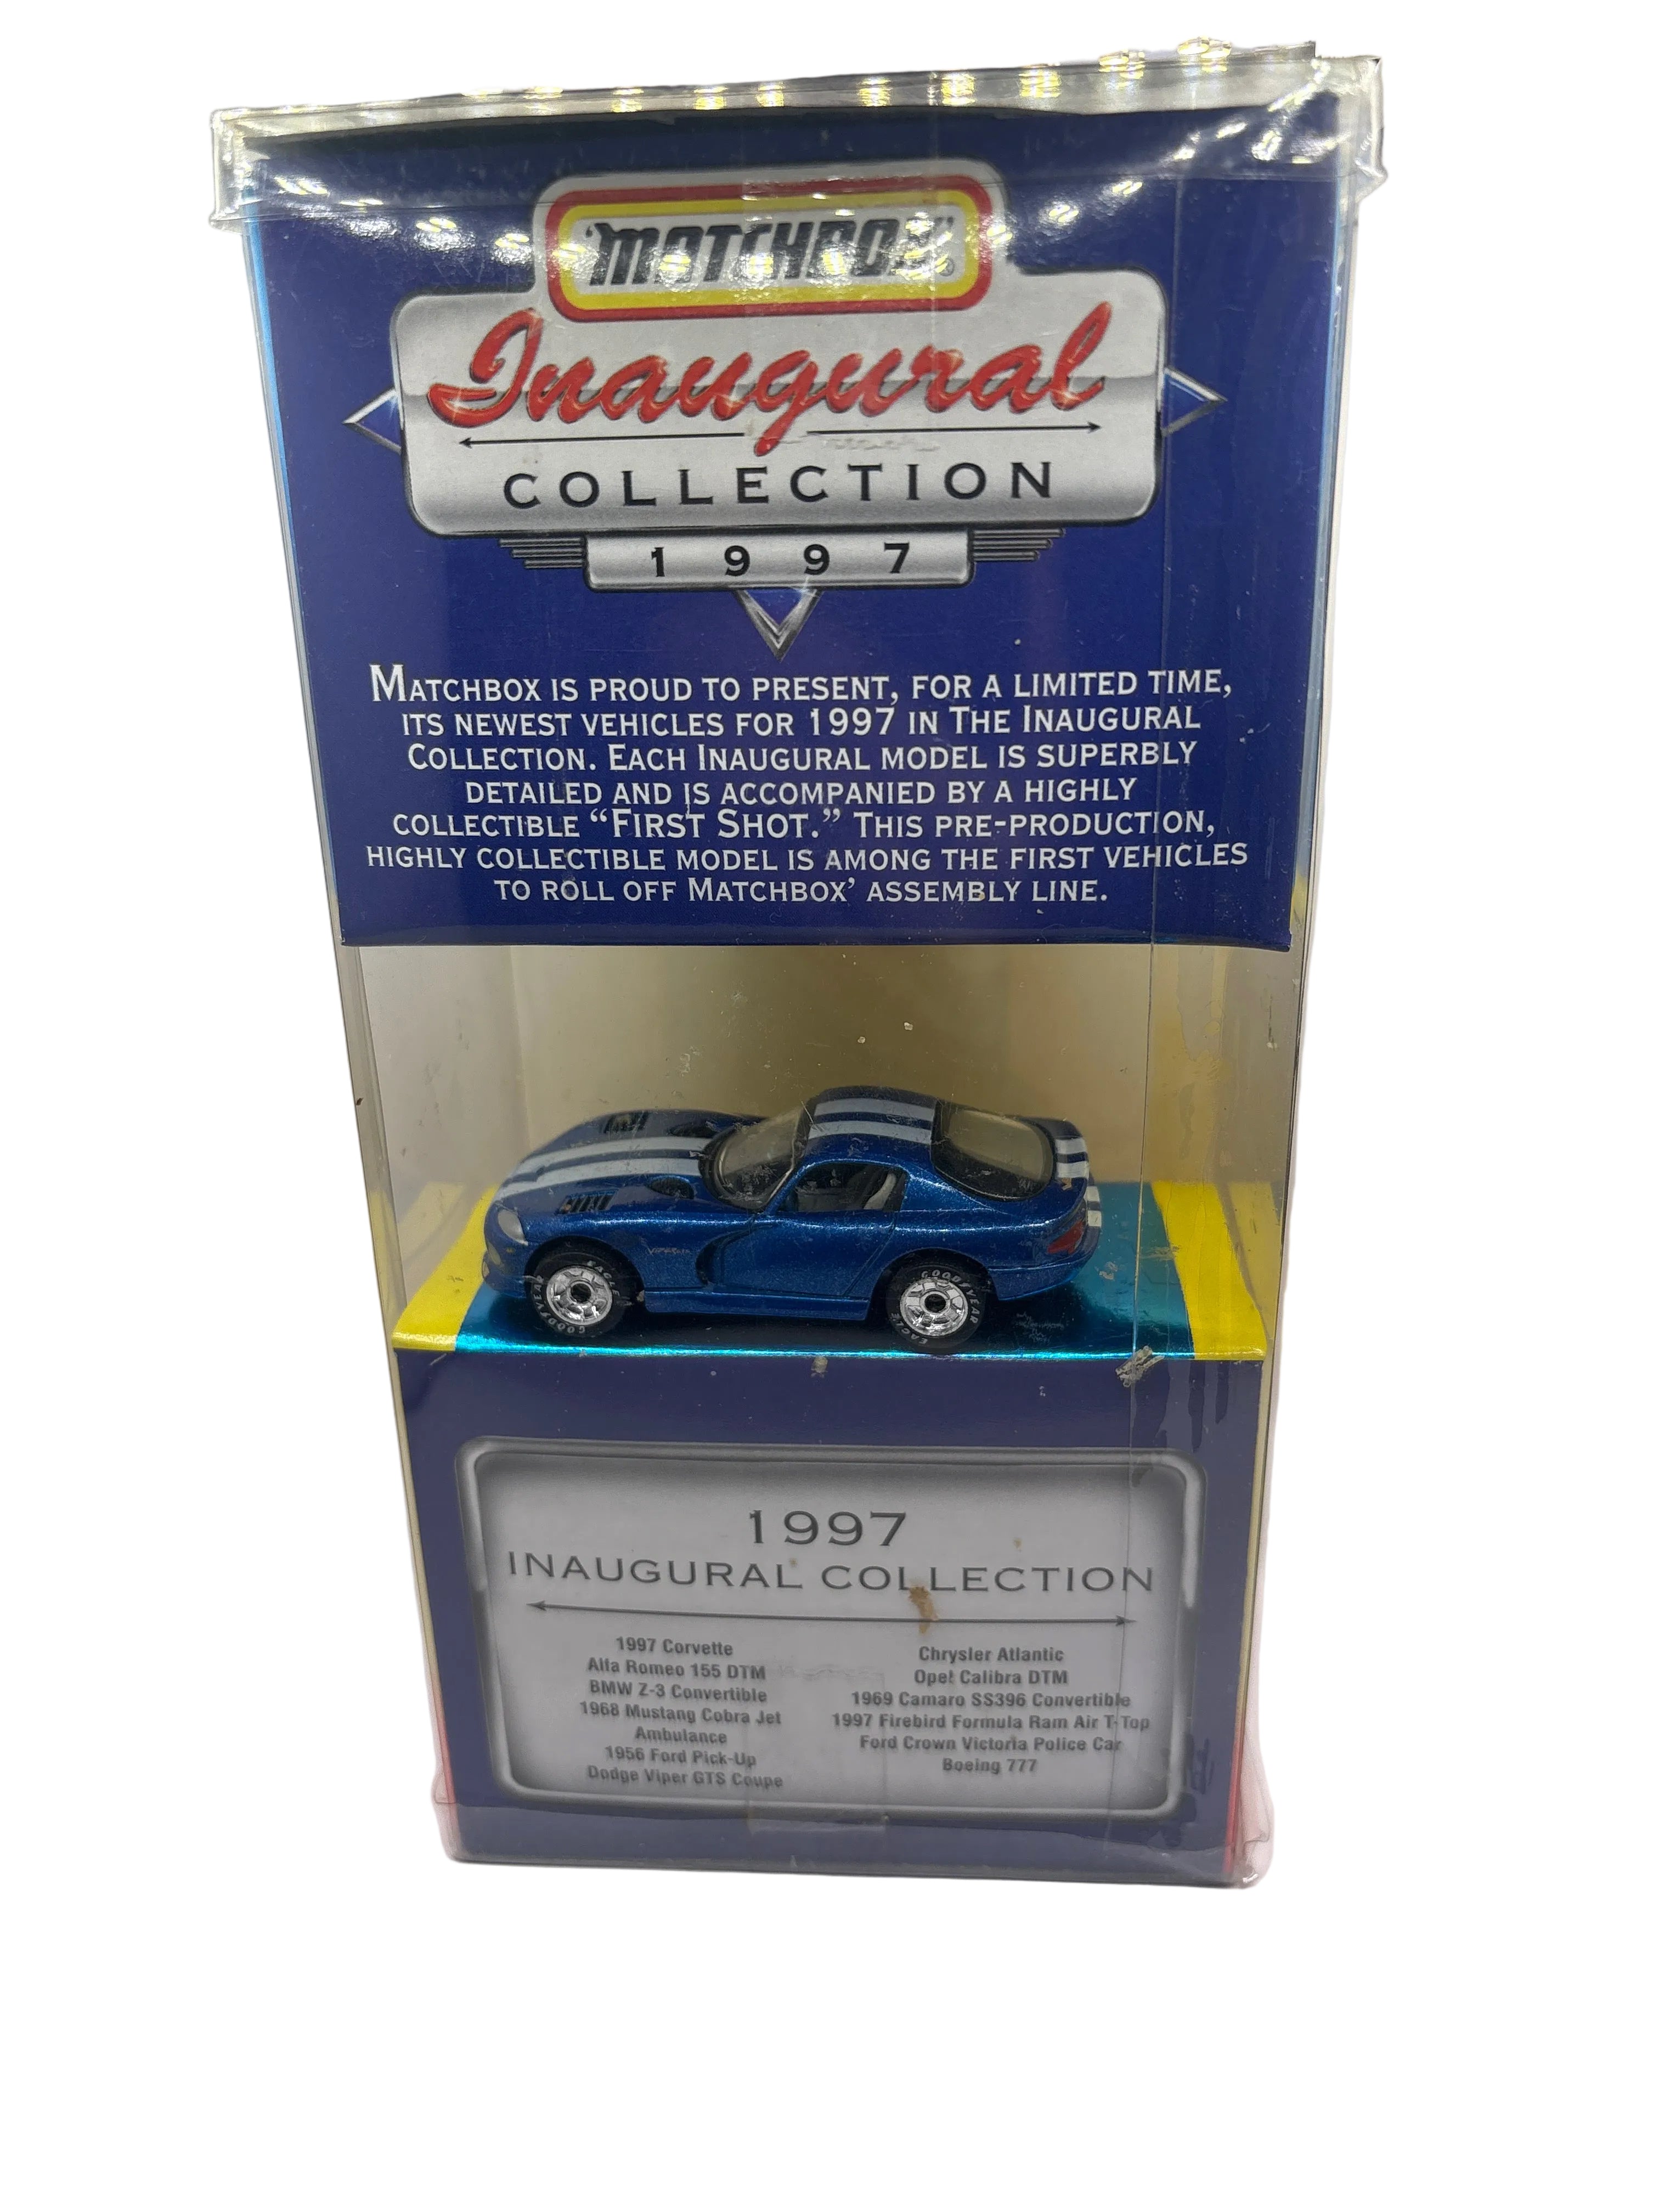 'MATCHBOX'
Inaugural
COLLECTION
1997
MATCHBOX IS PROUD TO PRESENT, FOR A LIMITED TIME,
ITS NEWEST VEHICLES FOR 1997 IN THE INAUGURAL
COLLECTION. EACH INAUGURAL MODEL IS SUPERBLY
DETAILED AND IS ACCOMPANIED BY A HIGHLY
COLLECTIBLE “FIRST SHOT.” THIS PRE-PRODUCTION,
HIGHLY COLLECTIBLE MODEL IS AMONG THE FIRST VEHICLES
TO ROLL OFF MATCHBOX’ ASSEMBLY LINE.
VIPER
GOODYEAR
EAGLE
GOODYEAR
EAGLE
1997
INAUGURAL COLLECTION
1997 Corvette
Alfa Romeo 155 DTM
BMW Z-3 Convertible
1968 Mustang Cobra Jet
Ambulance
1956 Ford Pick-Up
Dodge Viper GTS Coupe
Chrysler Atlantic
Opel Calibra DTM
1969 Camaro SS396 Convertible
1997 Firebird Formula Ram Air T-Top
Ford Crown Victoria Police Car
Boeing 777